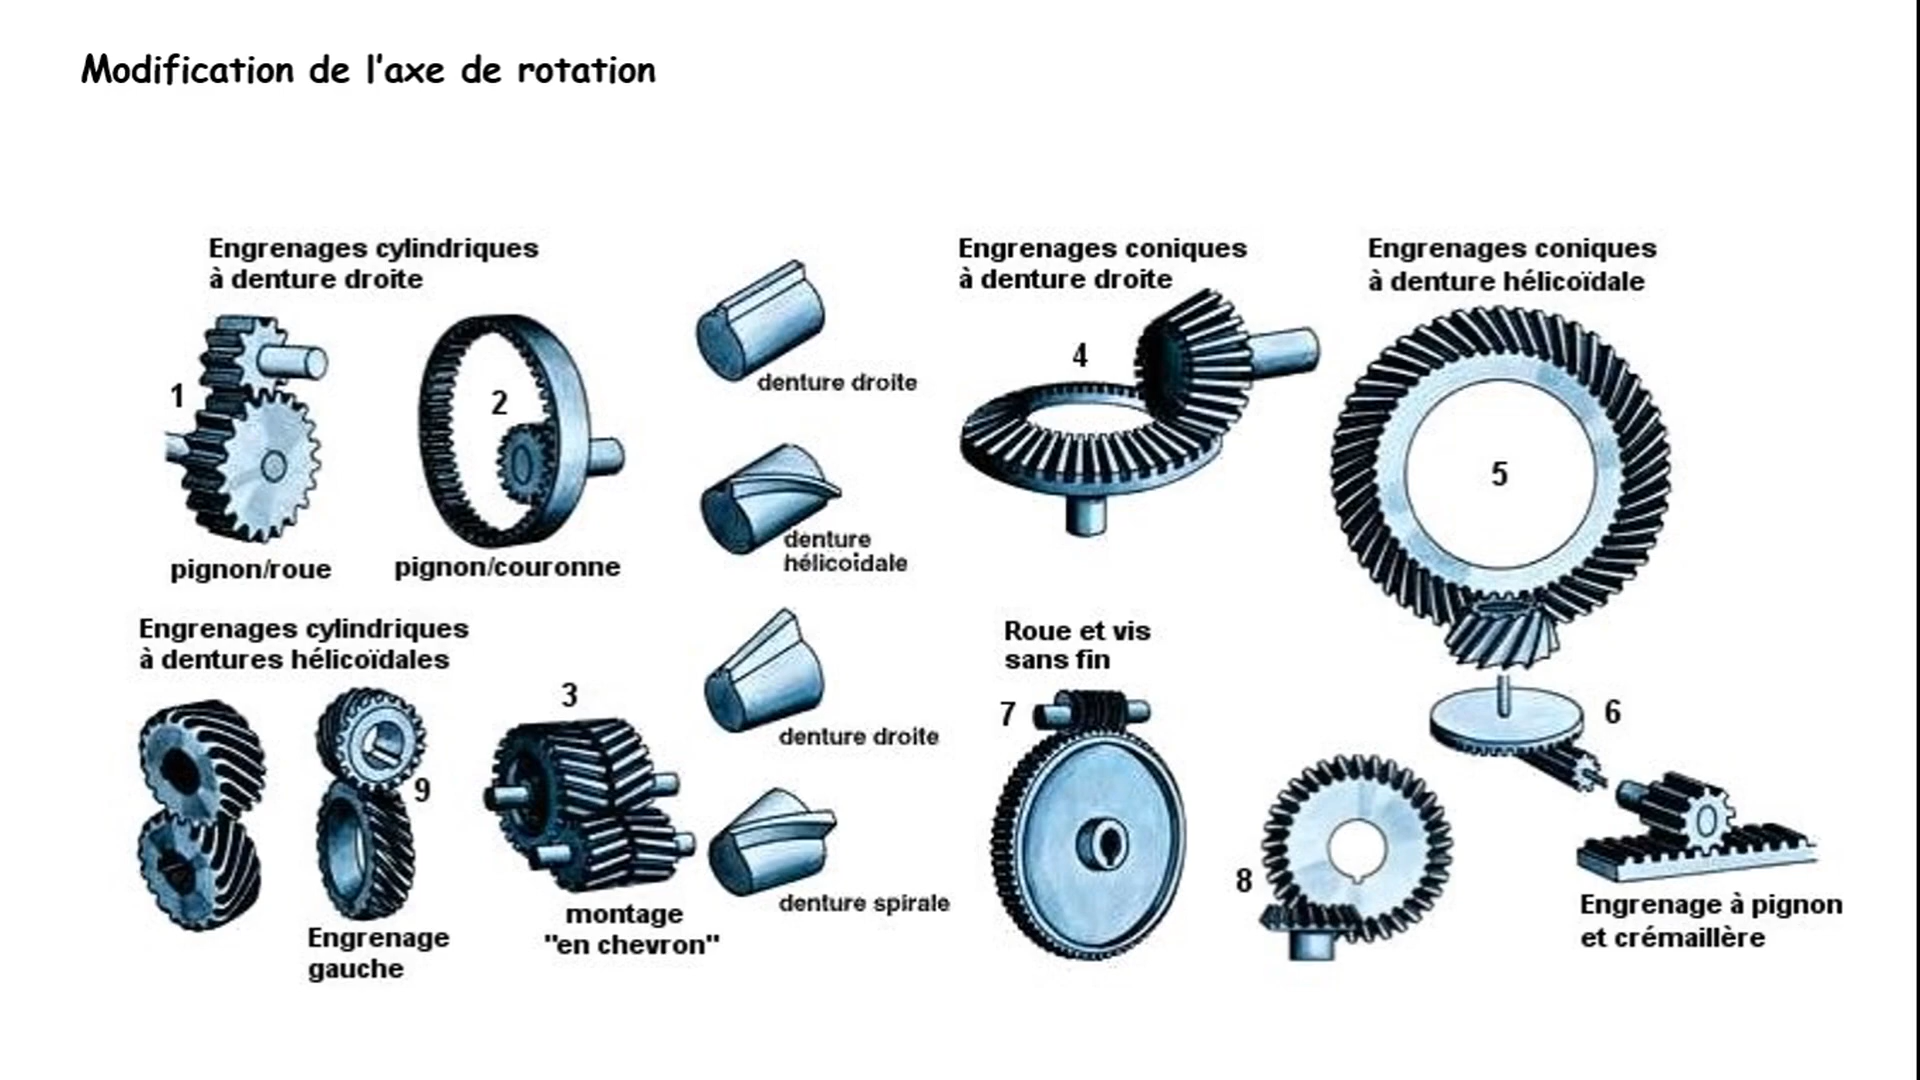 Modification de l'axe de rotation
Engrenages cylindriques
à denture droite
1
2
pignon/roue
pignon/couronne
denture droite
denture
hélicoïdale
Engrenages coniques
à denture droite
4
Engrenages coniques
à denture hélicoïdale
5
Engrenages cylindriques
à dentures hélicoïdales
9
Engrenage
gauche
3
montage
"en chevron"
denture droite
denture spirale
Roue et vis
sans fin
7
8
6
Engrenage à pignon
et crémaillère